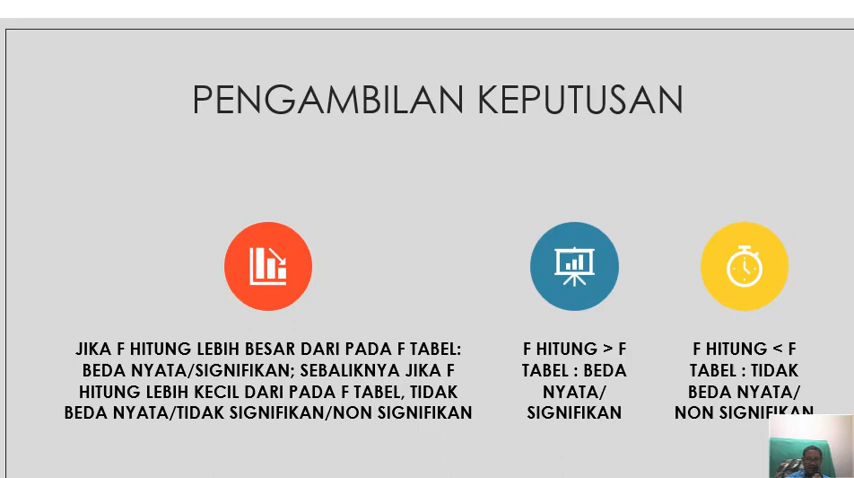 PENGAMBILAN KEPUTUSAN
JIKA F HITUNG LEBIH BESAR DARI PADA F TABEL:
BEDA NYATA/SIGNIFIKAN; SEBALIKNYA JIKA F
HITUNG LEBIH KECIL DARI PADA F TABEL, TIDAK
BEDA NYATA/TIDAK SIGNIFIKAN/NON SIGNIFIKAN
F HITUNG > F
TABEL : BEDA
NYATA/
SIGNIFIKAN
F HITUNG < F
TABEL : TIDAK
BEDA NYATA/
NON SIGNIFIKAN